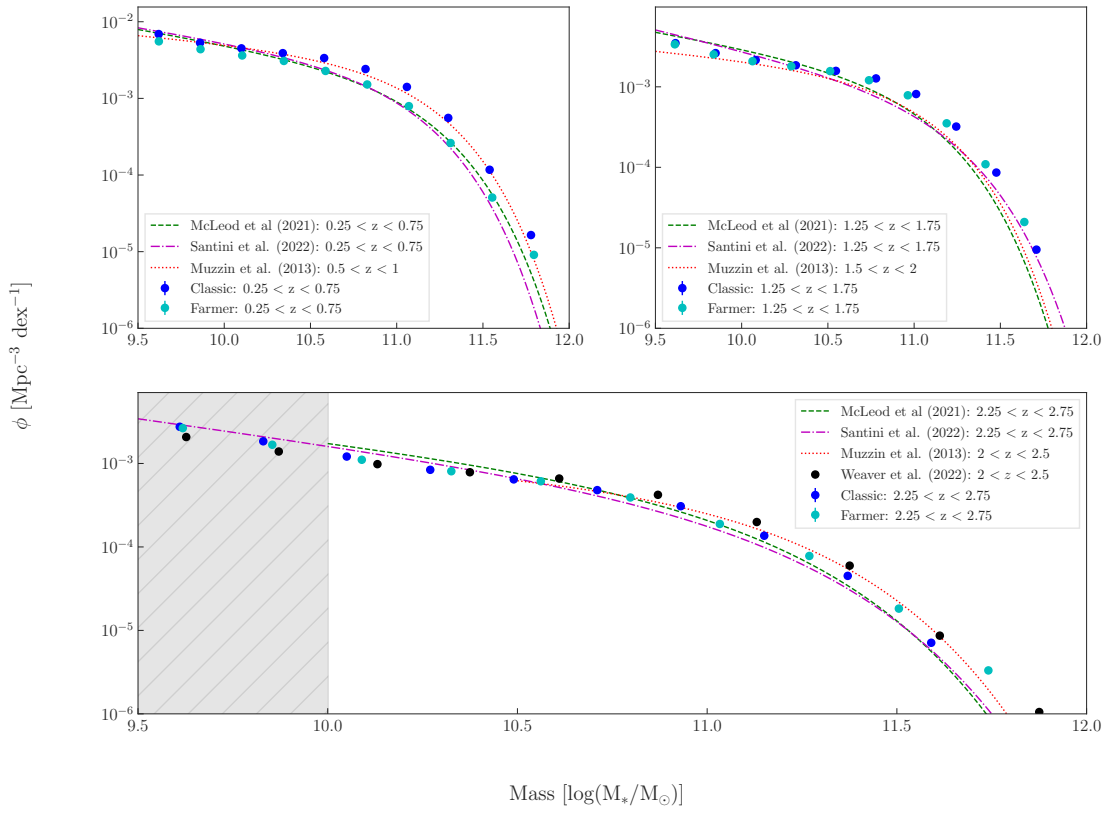 10⁻²
10⁻³
10⁻⁴
10⁻⁵
10⁻⁶
McLeod et al (2021): 0.25 < z < 0.75
Santini et al. (2022): 0.25 < z < 0.75
Muzzin et al. (2013): 0.5 < z < 1
Classic: 0.25 < z < 0.75
Farmer: 0.25 < z < 0.75
9.5 10.0 10.5 11.0 11.5 12.0
10⁻³
10⁻⁴
10⁻⁵
10⁻⁶
McLeod et al (2021): 1.25 < z < 1.75
Santini et al. (2022): 1.25 < z < 1.75
Muzzin et al. (2013): 1.5 < z < 2
Classic: 1.25 < z < 1.75
Farmer: 1.25 < z < 1.75
9.5 10.0 10.5 11.0 11.5 12.0
ϕ [Mpc⁻³ dex⁻¹]
10⁻³
10⁻⁴
10⁻⁵
10⁻⁶
McLeod et al (2021): 2.25 < z < 2.75
Santini et al. (2022): 2.25 < z < 2.75
Muzzin et al. (2013): 2 < z < 2.5
Weaver et al. (2022): 2 < z < 2.5
Classic: 2.25 < z < 2.75
Farmer: 2.25 < z < 2.75
9.5 10.0 10.5 11.0 11.5 12.0
Mass [log(M*/M⊙)]